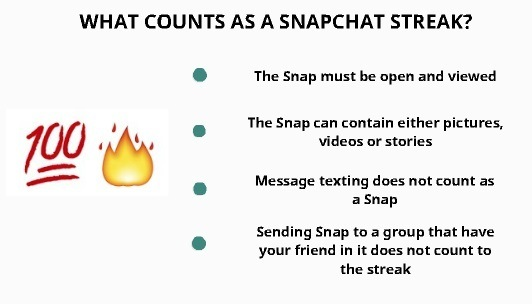 WHAT COUNTS AS A SNAPCHAT STREAK?
The Snap must be open and viewed
100
The Snap can contain either pictures,
videos or stories
Message texting does not count as
a Snap
Sending Snap to a group that have
your friend in it does not count to
the streak